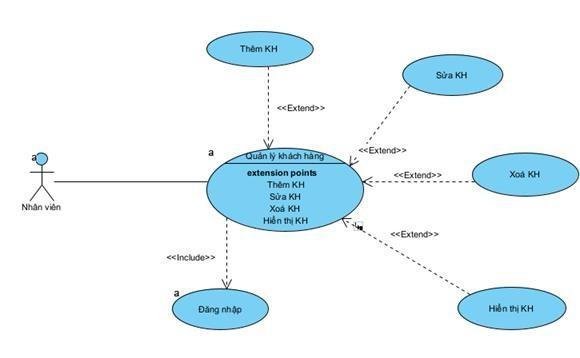 Thêm KH
Sửa KH
<<Extend>>
a
Quản lý khách hàng
<<Extend>>
a
extension points
Thêm KH
Sửa KH
Xoá KH
Hiển thị KH
<<Extend>>
Xoá KH
Nhân viên
<<Extend>>
<<Include>>
a
Đăng nhập
Hiển thị KH